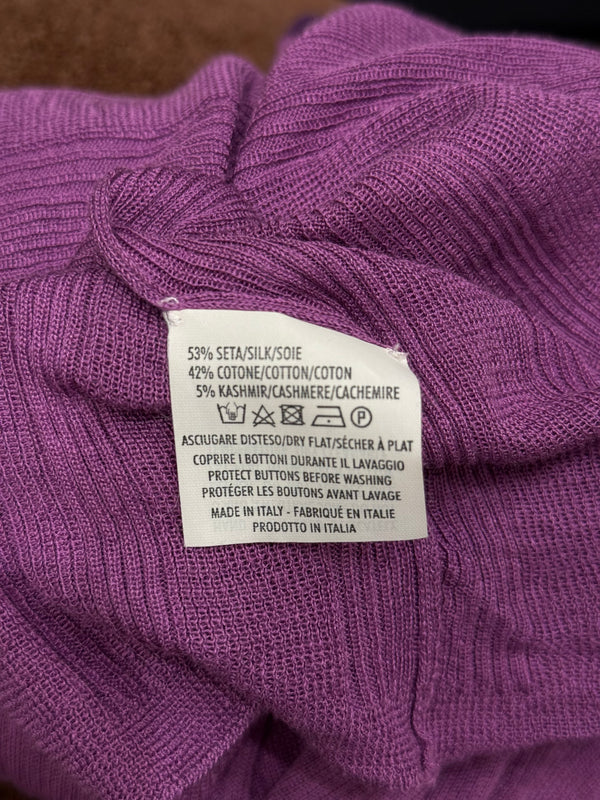 53% SETA/SILK/SOIE
42% COTONE/COTTON/COTON
5% KASHMIR/CASHMERE/CACHEMIRE
P
ASCIUGARE DISTESO/DRY FLAT/SÉCHER À PLAT
COPRIRE I BOTTONI DURANTE IL LAVAGGIO
PROTECT BUTTONS BEFORE WASHING
PROTÉGER LES BOUTONS AVANT LAVAGE
MADE IN ITALY - FABRIQUÉ EN ITALIE
PRODOTTO IN ITALIA